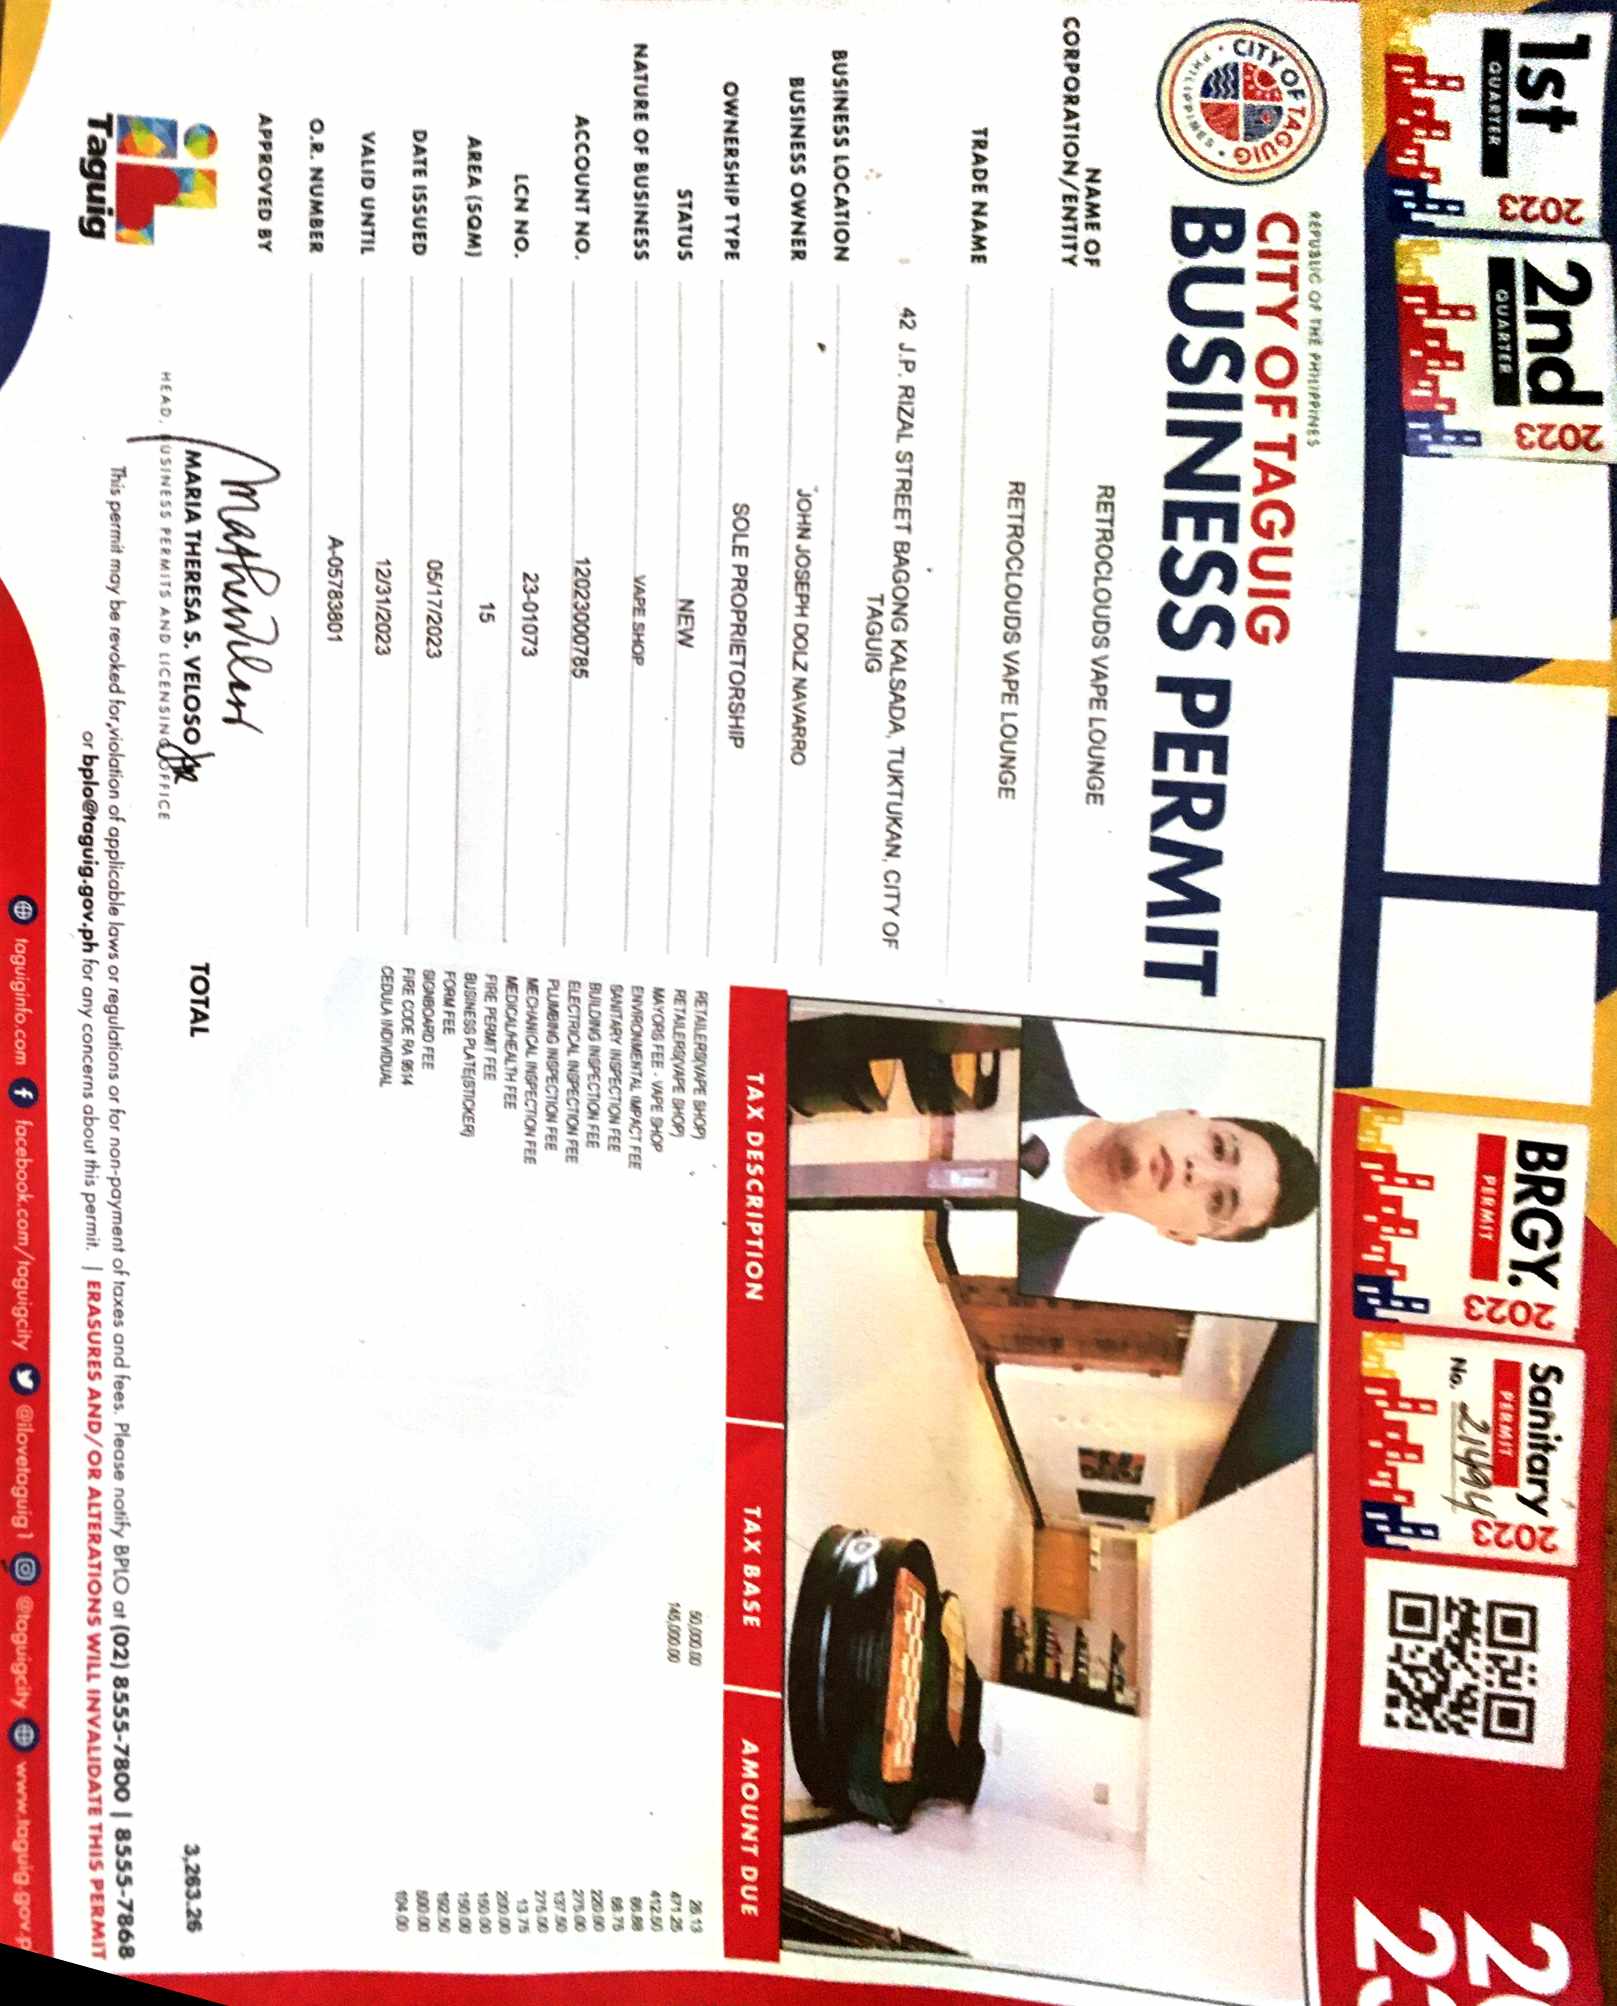 1st
QUARTER
2023
2nd
QUARTER
2023
BRGY.
PERMIT
2023
Sanitary
PERMIT
No. 21494
2023
CITY OF TAGUIG
PHILIPPINES
REPUBLIC OF THE PHILIPPINES
CITY OF TAGUIG
BUSINESS PERMIT
NAME OF
CORPORATION/ENTITY
RETROCLOUDS VAPE LOUNGE
TRADE NAME
RETROCLOUDS VAPE LOUNGE
BUSINESS LOCATION
42 J.P. RIZAL STREET BAGONG KALSADA, TUKTUKAN, CITY OF
TAGUIG
BUSINESS OWNER JOHN JOSEPH DOLZ NAVARRO
OWNERSHIP TYPE SOLE PROPRIETORSHIP
STATUS NEW
NATURE OF BUSINESS VAPE SHOP
ACCOUNT NO. 12023000785
LCN NO. 23-01073
AREA (SQM) 15
DATE ISSUED 05/17/2023
VALID UNTIL 12/31/2023
O.R. NUMBER A-05783801
APPROVED BY
MARIA THERESA S. VELOSO
HEAD, BUSINESS PERMITS AND LICENSING OFFICE
iL
Taguig
TAX DESCRIPTION TAX BASE AMOUNT DUE
RETAILERS(VAPE SHOP) 50,000.00 26.13
RETAILERS(VAPE SHOP) 145,000.00 471.25
MAYORS FEE - VAPE SHOP 412.50
ENVIRONMENTAL IMPACT FEE 66.88
SANITARY INSPECTION FEE 68.75
BUILDING INSPECTION FEE 220.00
ELECTRICAL INSPECTION FEE 275.00
PLUMBING INSPECTION FEE 137.50
MECHANICAL INSPECTION FEE 275.00
MEDICAL/HEALTH FEE 13.75
FIRE PERMIT FEE 200.00
BUSINESS PLATE(STICKER) 150.00
FORM FEE 150.00
SIGNBOARD FEE 192.50
FIRE CODE RA 9514 500.00
CEDULA INDIVIDUAL 104.00
TOTAL 3,263.26
This permit may be revoked for violation of applicable laws or regulations or for non-payment of taxes and fees. Please notify BPLO at (02) 8555-7800 | 8555-7868
or bplo@taguig.gov.ph for any concerns about this permit. | ERASURES AND/OR ALTERATIONS WILL INVALIDATE THIS PERMIT
taguiginfo.com facebook.com/taguigcity @ilovetaguig1 @taguigcity www.taguig.gov.p